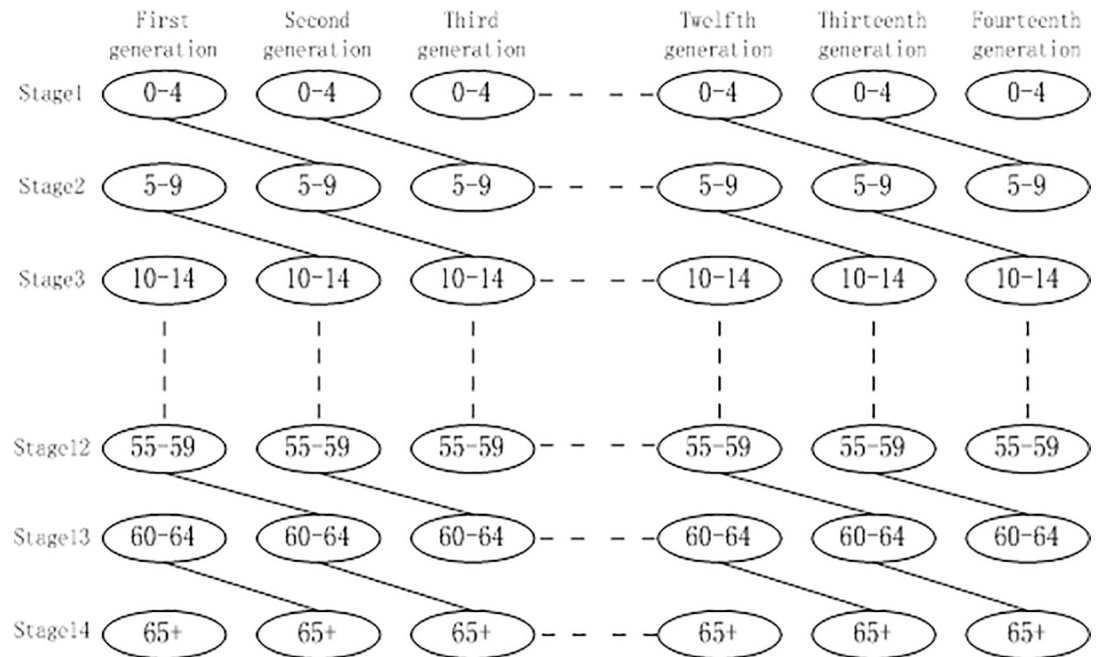 First Second Third Twelfth Thirteenth Fourteenth
generation generation generation generation generation generation
Stage1 0-4 0-4 0-4 0-4 0-4 0-4
Stage2 5-9 5-9 5-9 5-9 5-9 5-9
Stage3 10-14 10-14 10-14 10-14 10-14 10-14
Stage12 55-59 55-59 55-59 55-59 55-59 55-59
Stage13 60-64 60-64 60-64 60-64 60-64 60-64
Stage14 65+ 65+ 65+ 65+ 65+ 65+